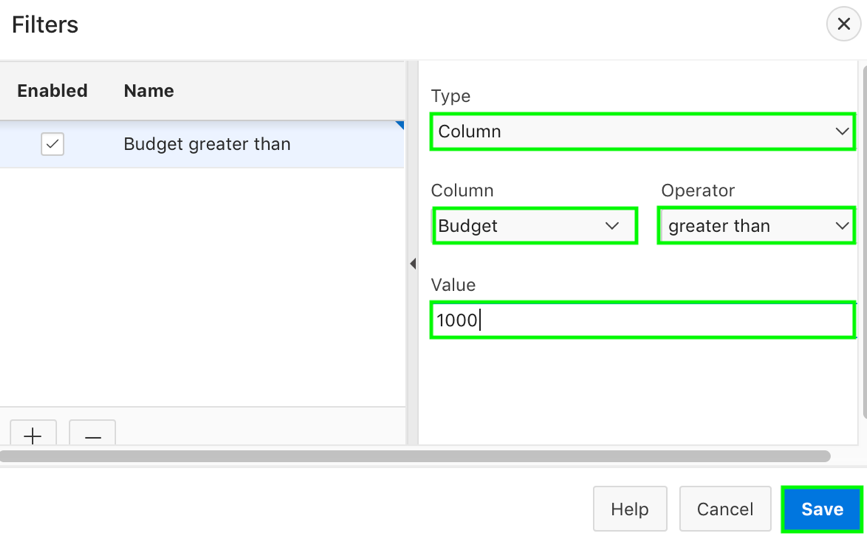 Filters
Enabled Name
Budget greater than
Type
Column
Column Operator
Budget greater than
Value
1000
Help Cancel Save